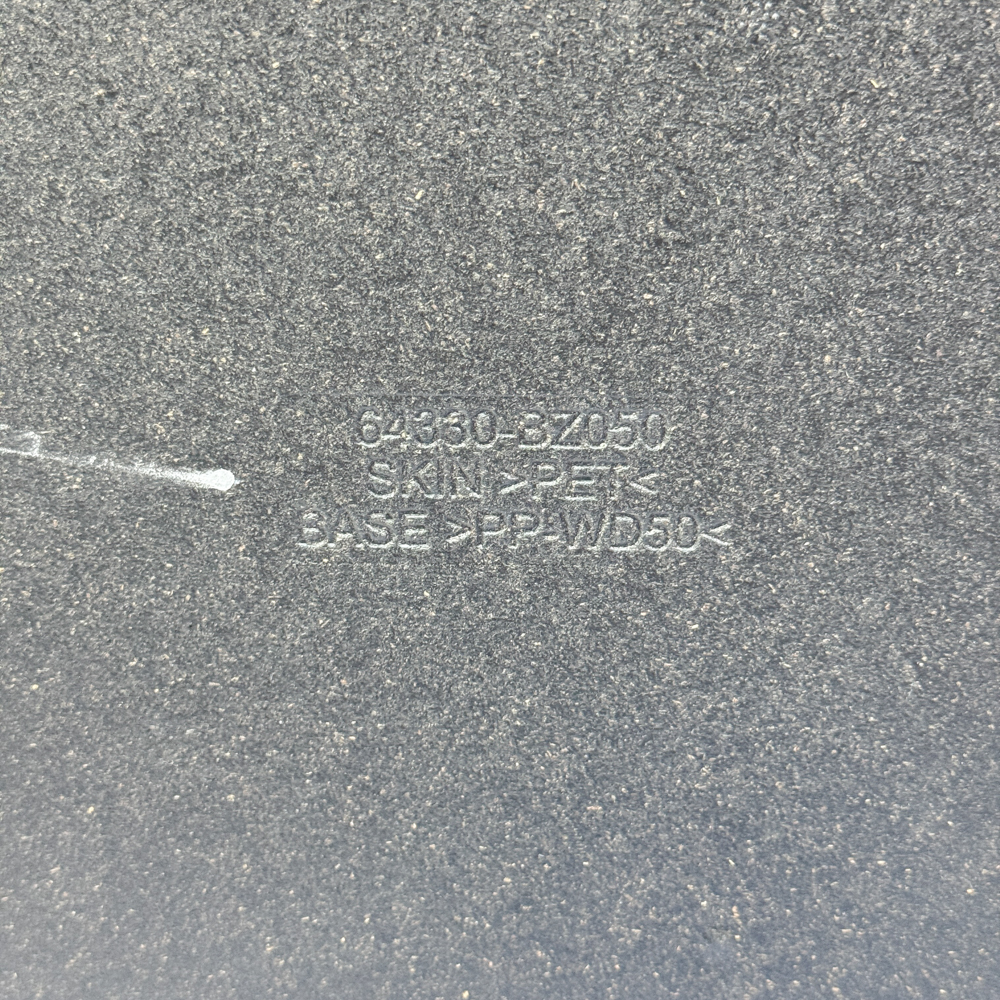 64330-BZ050
SKIN >PET<
BASE >PP-WD50<